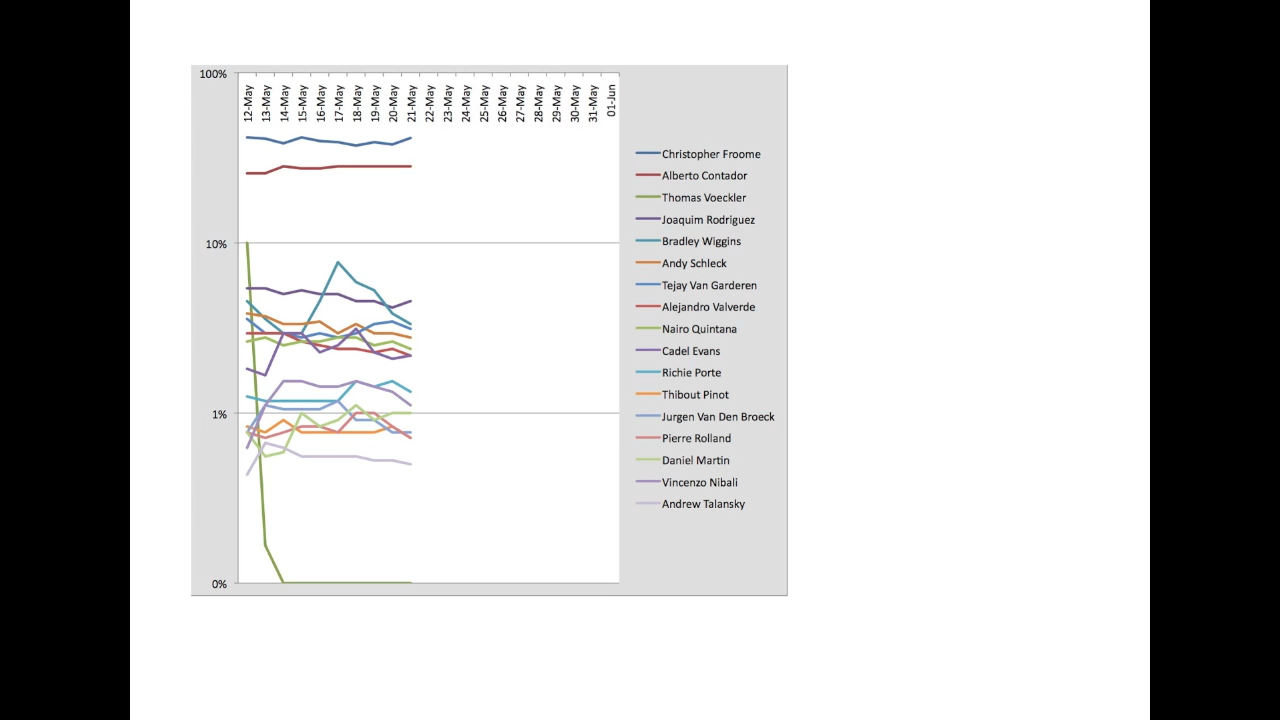 100%
12-May
13-May
14-May
15-May
16-May
17-May
18-May
19-May
20-May
21-May
22-May
23-May
24-May
25-May
26-May
27-May
28-May
29-May
30-May
31-May
01-Jun
10%
1%
0%
Christopher Froome
Alberto Contador
Thomas Voeckler
Joaquim Rodriguez
Bradley Wiggins
Andy Schleck
Tejay Van Garderen
Alejandro Valverde
Nairo Quintana
Cadel Evans
Richie Porte
Thibout Pinot
Jurgen Van Den Broeck
Pierre Rolland
Daniel Martin
Vincenzo Nibali
Andrew Talansky